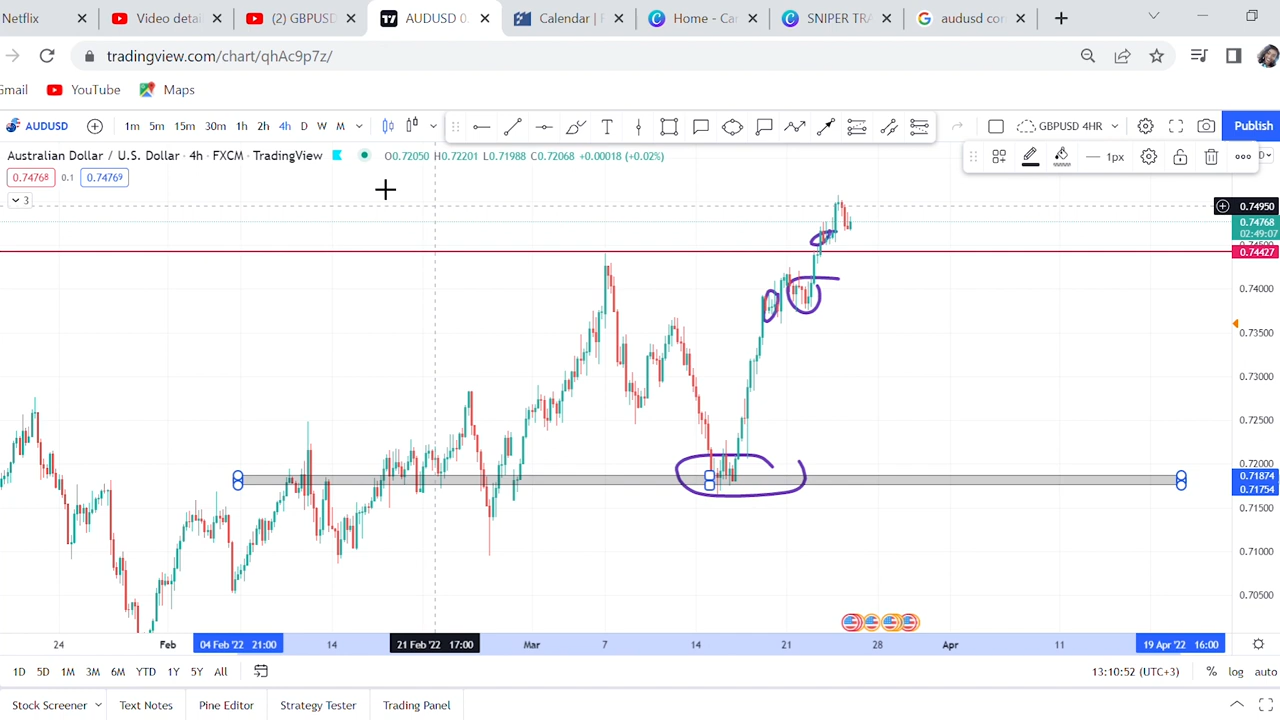 Netflix
Video detai
(2) GBPUSD
AUDUSD 0.
Calendar | F
Home - Can
SNIPER TRA
audusd cor
tradingview.com/chart/qhAc9p7z/
Gmail
YouTube
Maps
AUDUSD
1m 5m 15m 30m 1h 2h 4h D W M
GBPUSD 4HR
Publish
Australian Dollar / U.S. Dollar · 4h · FXCM · TradingView
O0.72050 H0.72201 L0.71988 C0.72068 +0.00018 (+0.02%)
1px
0.74768 0.1 0.74769
3
0.74950
0.74768
02:49:07
0.74427
0.74000
0.73500
0.73000
0.72500
0.72000
0.71874
0.71754
0.71500
0.71000
0.70500
24 Feb 04 Feb '22 21:00 14 21 Feb '22 17:00 Mar 7 14 21 28 Apr 11 19 Apr '22 16:00
1D 5D 1M 3M 6M YTD 1Y 5Y All
13:10:52 (UTC+3) % log auto
Stock Screener Text Notes Pine Editor Strategy Tester Trading Panel